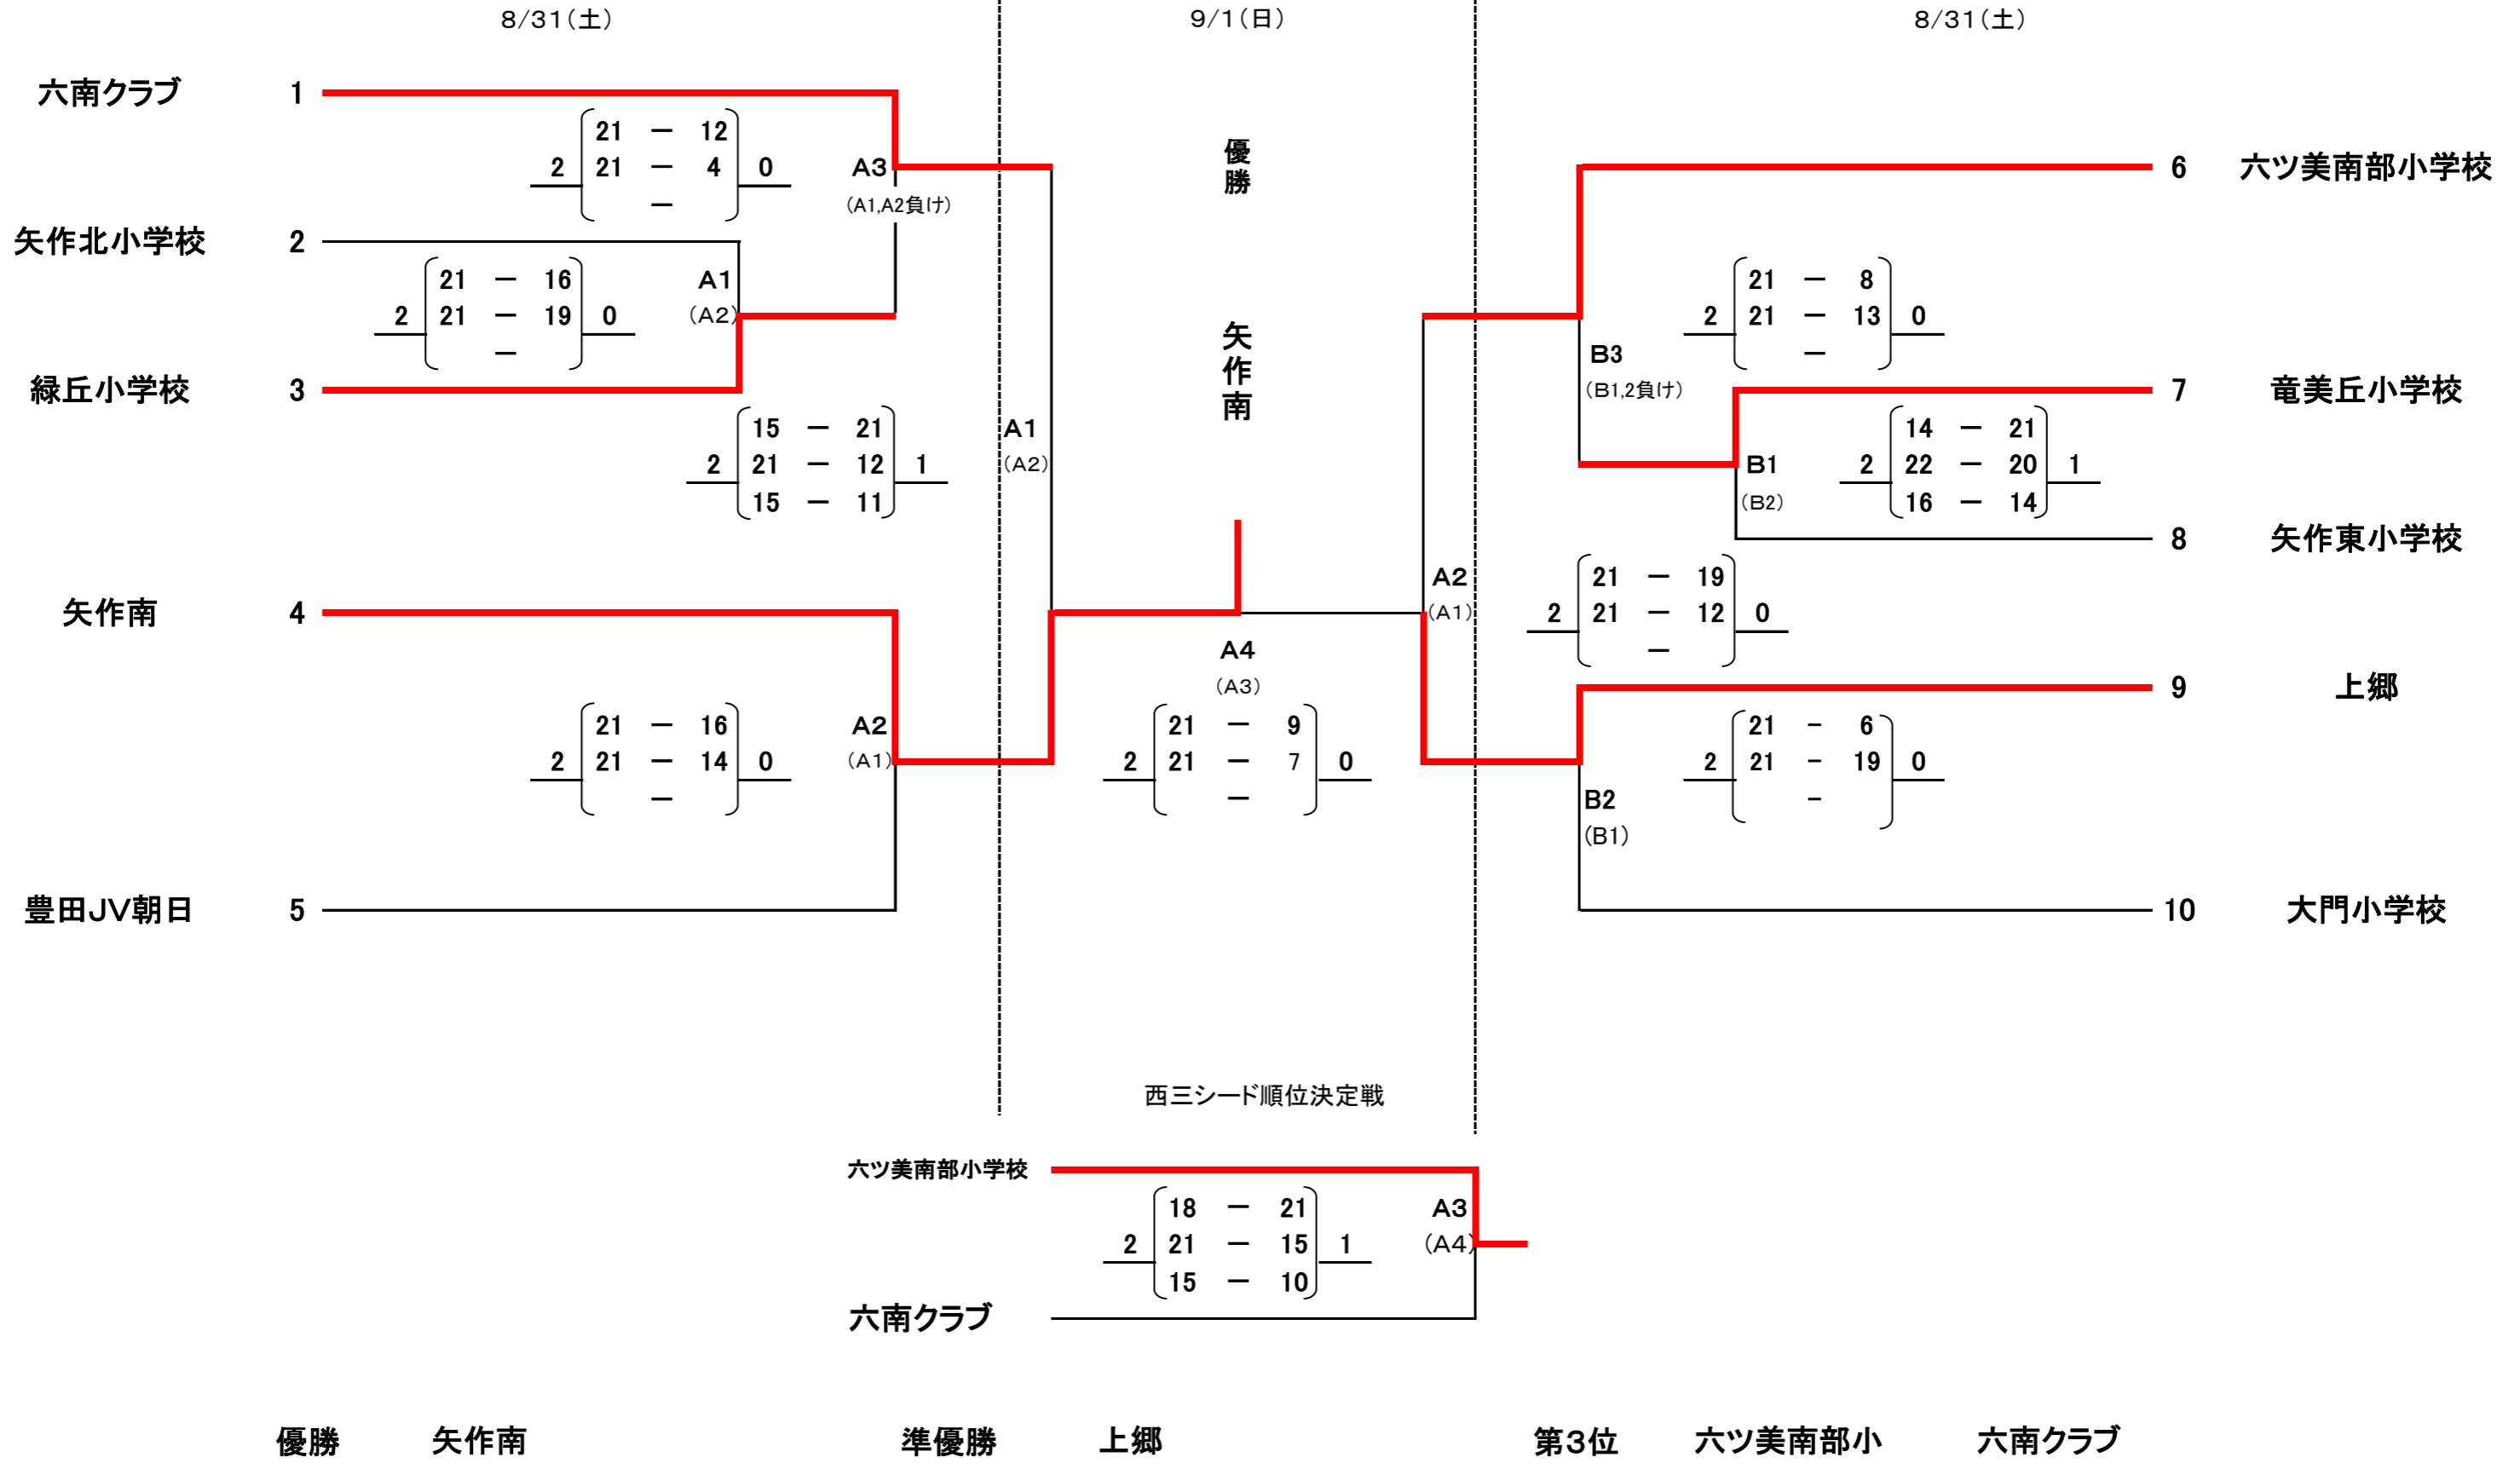 8/31(土) 9/1(日) 8/31(土)
六南クラブ 1
21 ー 12
2 21 ー 4 0
ー
A3
(A1,A2負け)
優勝
矢作南
6 六ツ美南部小学校
矢作北小学校 2
21 ー 16
2 21 ー 19 0
ー
A1
(A2)
緑丘小学校 3
15 ー 21
2 21 ー 12 1
15 ー 11
A1
(A2)
21 ー 8
2 21 ー 13 0
ー
B3
(B1,2負け)
7 竜美丘小学校
14 ー 21
2 22 ー 20 1
16 ー 14
B1
(B2)
8 矢作東小学校
矢作南 4
A2
(A1)
21 ー 19
2 21 ー 12 0
ー
A4
(A3)
21 ー 9
2 21 ー 7 0
ー
9 上郷
21 ー 16
2 21 ー 14 0
ー
A2
(A1)
21 - 6
2 21 - 19 0
-
B2
(B1)
豊田JV朝日 5
10 大門小学校
西三シード順位決定戦
六ツ美南部小学校
18 ー 21
2 21 ー 15 1
15 ー 10
A3
(A4)
六南クラブ
優勝 矢作南 準優勝 上郷 第3位 六ツ美南部小 六南クラブ